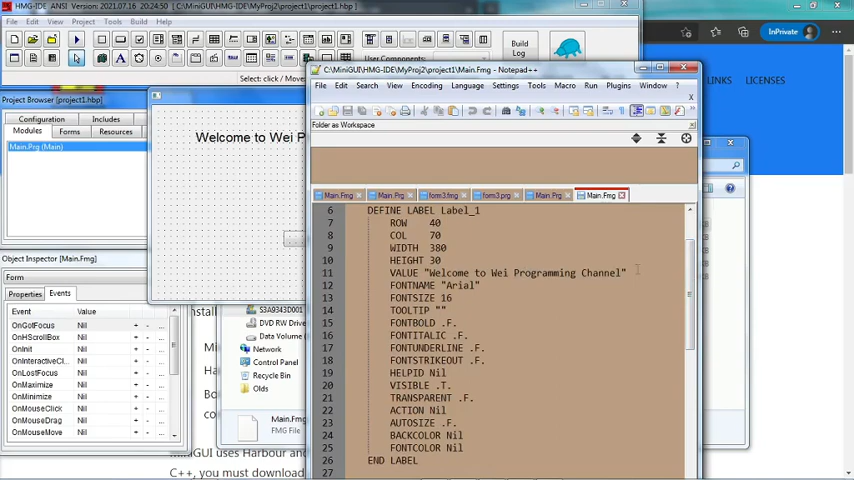 HMG-IDE ANSI Version: 2021.07.16 20:24:50 [ C:\MiniGUI\HMG-IDE\MyProj2\project1\project1.hbp ]
File Edit View Project Tools Build Help
Build
Log
Select: click / Move:
User Components:
InPrivate
LINKS LICENSES
Project Browser [project1.hbp]
Configuration Includes
Modules Forms Resources
Main.Prg (Main)
Welcome to Wei P
Object Inspector [Main.Fmg]
Form
Properties Events
Event Value
OnGotFocus Nil + - ...
OnHScrollBox Nil + - ...
OnInit Nil + - ...
OnInteractiveCl... Nil + - ...
OnLostFocus Nil + - ...
OnMaximize Nil + - ...
OnMinimize Nil + - ...
OnMouseClick Nil + - ...
OnMouseDrag Nil + - ...
OnMouseMove Nil + - ...
S3A9343D001
DVD RW Drive
Data Volume
Network
Control Panel
Recycle Bin
Olds
Main.Fmg
FMG File
MiniGUI uses Harbour and
C++, you must download,
C:\MiniGUI\HMG-IDE\MyProj2\project1\Main.Fmg - Notepad++
File Edit Search View Encoding Language Settings Tools Macro Run Plugins Window ?
X
Folder as Workspace
Main.Fmg Main.Prg form3.fmg form3.prg Main.Prg Main.Fmg
6 DEFINE LABEL Label_1
7 ROW 40
8 COL 70
9 WIDTH 380
10 HEIGHT 30
11 VALUE "Welcome to Wei Programming Channel"
12 FONTNAME "Arial"
13 FONTSIZE 16
14 TOOLTIP ""
15 FONTBOLD .F.
16 FONTITALIC .F.
17 FONTUNDERLINE .F.
18 FONTSTRIKEOUT .F.
19 HELPID Nil
20 VISIBLE .T.
21 TRANSPARENT .F.
22 ACTION Nil
23 AUTOSIZE .F.
24 BACKCOLOR Nil
25 FONTCOLOR Nil
26 END LABEL
27